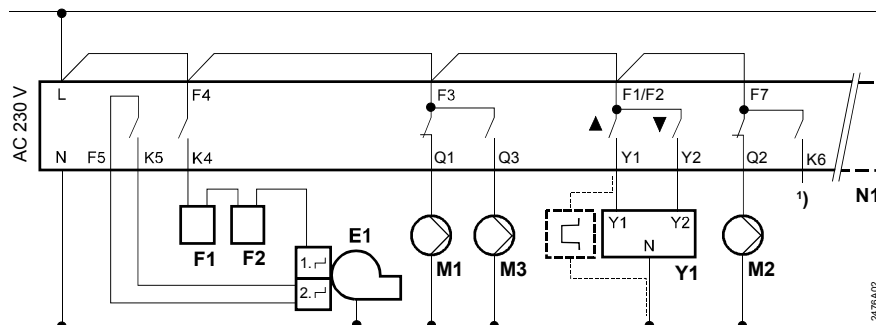 AC 230 V
L F4 F3 F1/F2 F7
▲ ▼
N F5 K5 K4 Q1 Q3 Y1 Y2 Q2 K6
¹) N1
Y1 Y2
E1
1.
N
F1 F2 M1 M3 Y1 M2
2.
2476A02